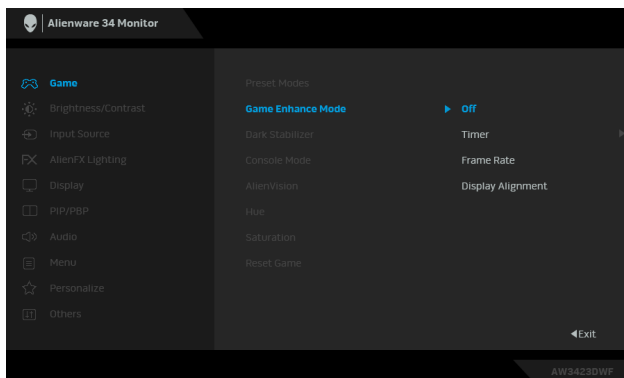 Alienware 34 Monitor
Game
Brightness/Contrast
Input Source
AlienFX Lighting
Display
PIP/PBP
Audio
Menu
Personalize
Others
Preset Modes
Game Enhance Mode
Dark Stabilizer
Console Mode
AlienVision
Hue
Saturation
Reset Game
Off
Timer
Frame Rate
Display Alignment
Exit
AW3423DWF